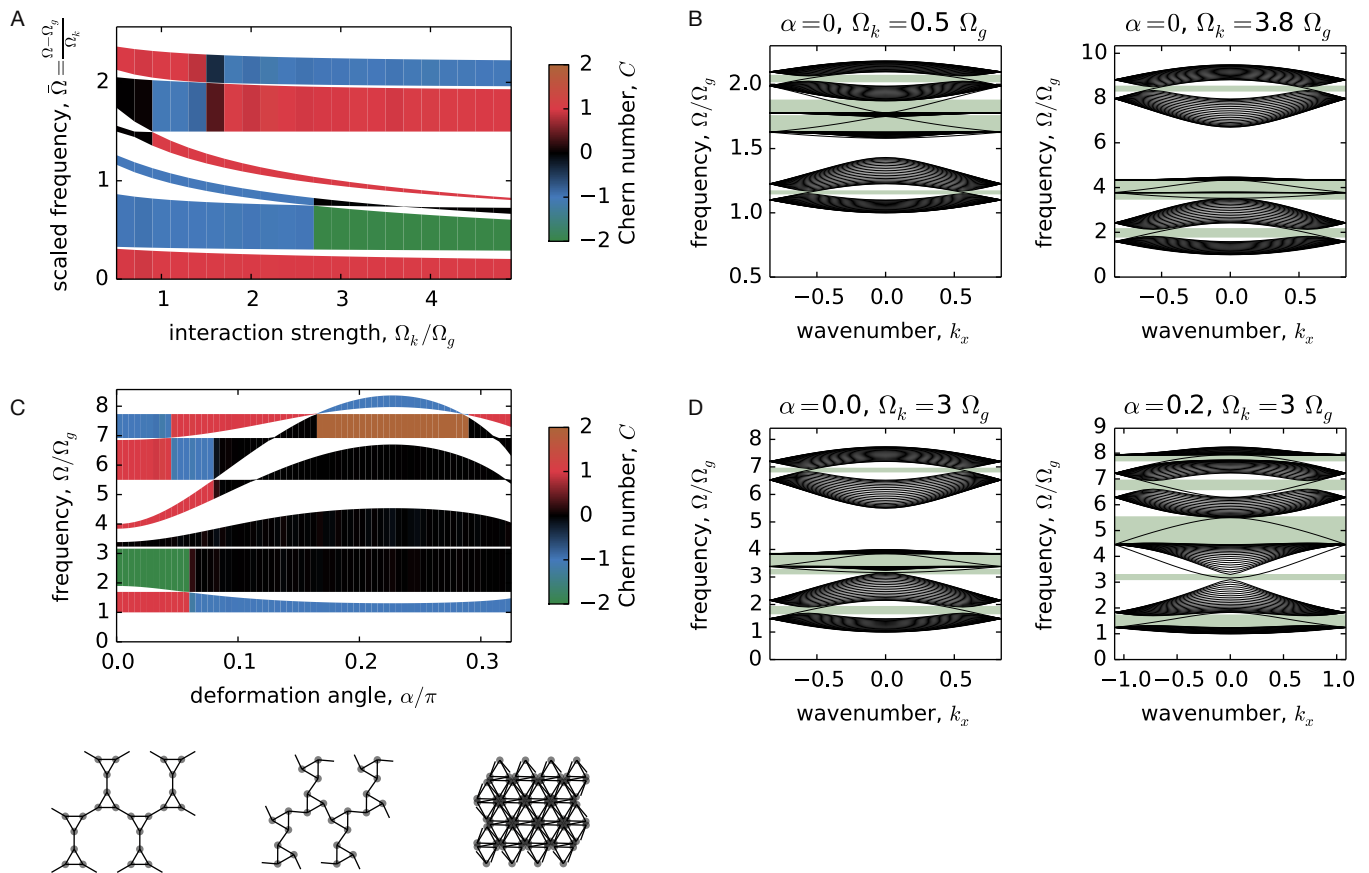 A
scaled frequency, Ω̄ = (Ω−Ω_g)/Ω_k
2
1
0
1 2 3 4
interaction strength, Ω_k/Ω_g
2
1
0
−1
−2
Chern number, C
B
α=0, Ω_k=0.5 Ω_g
frequency, Ω/Ω_g
2.0
1.5
1.0
0.5
−0.5 0.0 0.5
wavenumber, k_x
α=0, Ω_k=3.8 Ω_g
frequency, Ω/Ω_g
10
8
6
4
2
0
−0.5 0.0 0.5
wavenumber, k_x
C
frequency, Ω/Ω_g
8
7
6
5
4
3
2
1
0
0.0 0.1 0.2 0.3
deformation angle, α/π
2
1
0
−1
−2
Chern number, C
D
α=0.0, Ω_k=3 Ω_g
frequency, Ω/Ω_g
8
7
6
5
4
3
2
1
0
−0.5 0.0 0.5
wavenumber, k_x
α=0.2, Ω_k=3 Ω_g
frequency, Ω/Ω_g
9
8
7
6
5
4
3
2
1
0
−1.0 −0.5 0.0 0.5 1.0
wavenumber, k_x